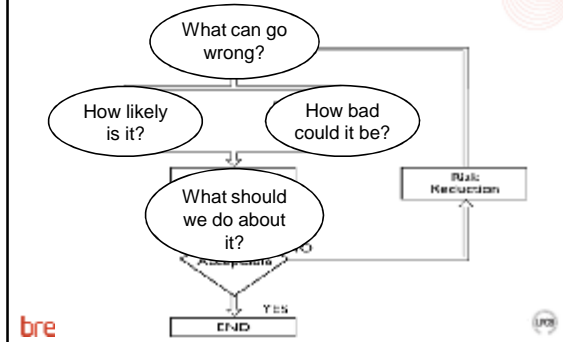 What can go
wrong?
How likely
is it?
How bad
could it be?
Risk
Reduction
What should
we do about
it?
Acceptable
YES
END
bre